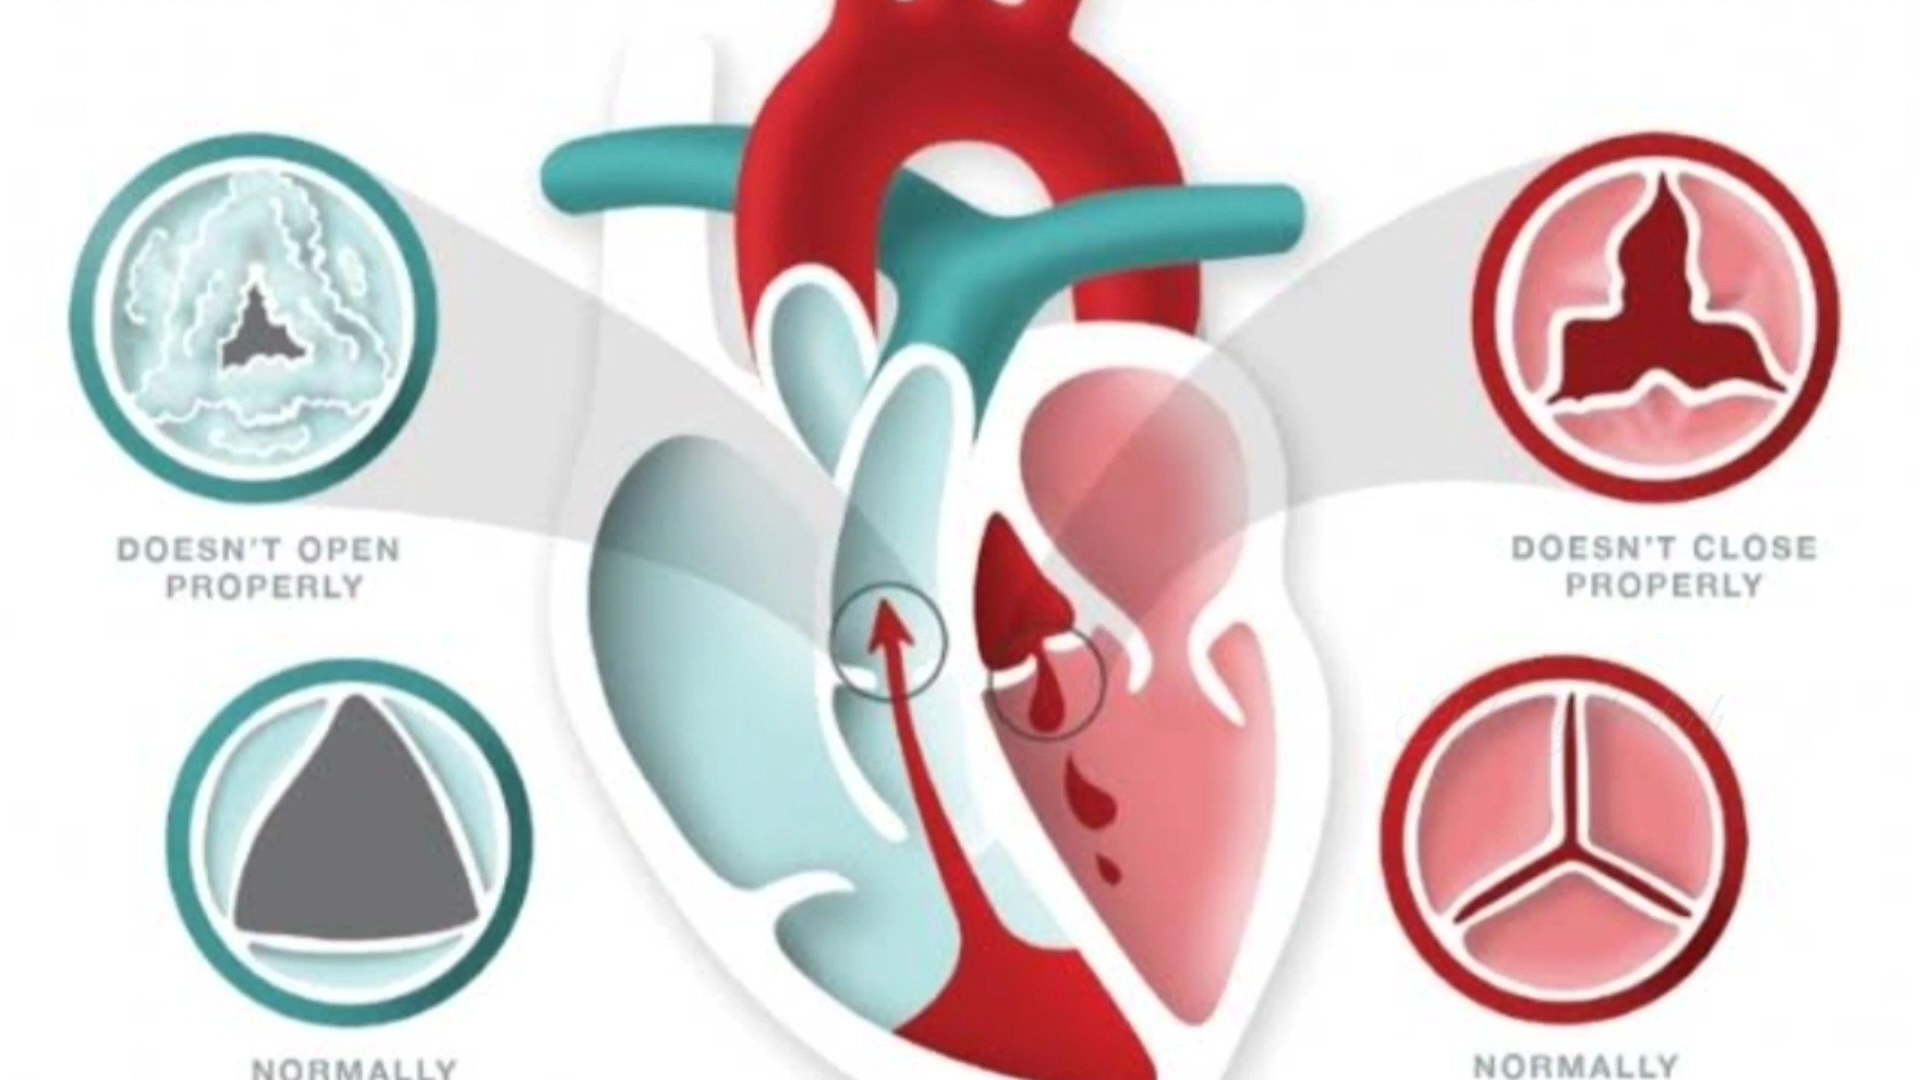 DOESN'T OPEN
PROPERLY
DOESN'T CLOSE
PROPERLY
NORMALLY
NORMALLY